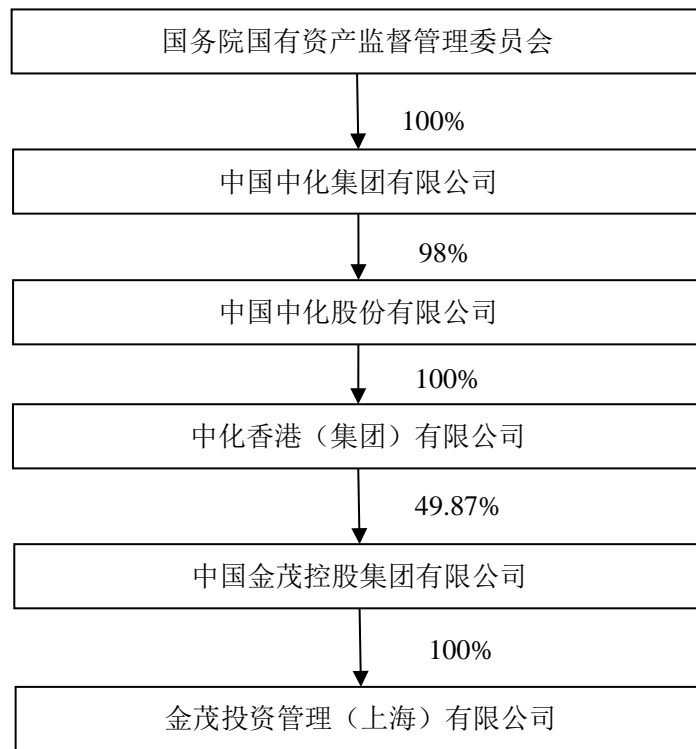 国务院国有资产监督管理委员会
100%
中国中化集团有限公司
98%
中国中化股份有限公司
100%
中化香港（集团）有限公司
49.87%
中国金茂控股集团有限公司
100%
金茂投资管理（上海）有限公司